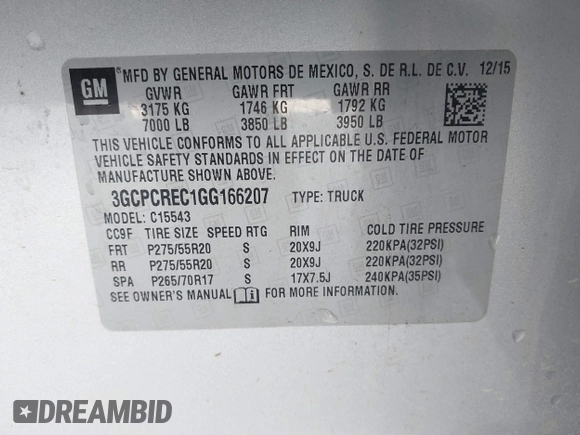 GM
MFD BY GENERAL MOTORS DE MEXICO, S. DE R.L. DE C.V. 12/15
GVWR GAWR FRT GAWR RR
3175 KG 1746 KG 1792 KG
7000 LB 3850 LB 3950 LB
THIS VEHICLE CONFORMS TO ALL APPLICABLE U.S. FEDERAL MOTOR
VEHICLE SAFETY STANDARDS IN EFFECT ON THE DATE OF
MANUFACTURE SHOWN ABOVE.
3GCPCREC1GG166207 TYPE: TRUCK
MODEL: C15543
CC9F TIRE SIZE SPEED RTG RIM COLD TIRE PRESSURE
FRT P275/55R20 S 20X9J 220KPA(32PSI)
RR P275/55R20 S 20X9J 220KPA(32PSI)
SPA P265/70R17 S 17X7.5J 240KPA(35PSI)
SEE OWNER'S MANUAL FOR MORE INFORMATION.
DREAMBID